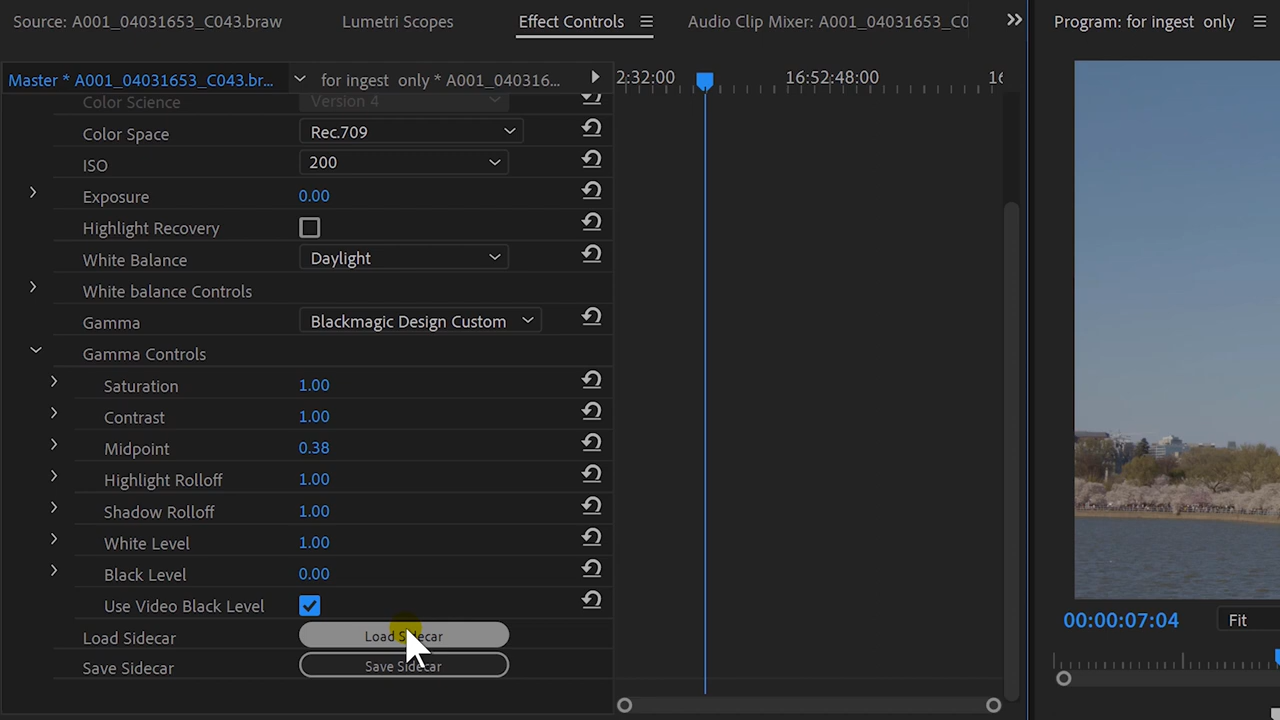 Source: A001_04031653_C043.braw
Lumetri Scopes
Effect Controls
Audio Clip Mixer: A001_04031653_C0
Program: for ingest only
Master * A001_04031653_C043.br...
for ingest only * A001_040316...
2:32:00
16:52:48:00
16
Color Science
Version 4
Color Space
Rec.709
ISO
200
Exposure
0.00
Highlight Recovery
White Balance
Daylight
White balance Controls
Gamma
Blackmagic Design Custom
Gamma Controls
Saturation
1.00
Contrast
1.00
Midpoint
0.38
Highlight Rolloff
1.00
Shadow Rolloff
1.00
White Level
1.00
Black Level
0.00
Use Video Black Level
Load Sidecar
Load Sidecar
Save Sidecar
Save Sidecar
00:00:07:04
Fit